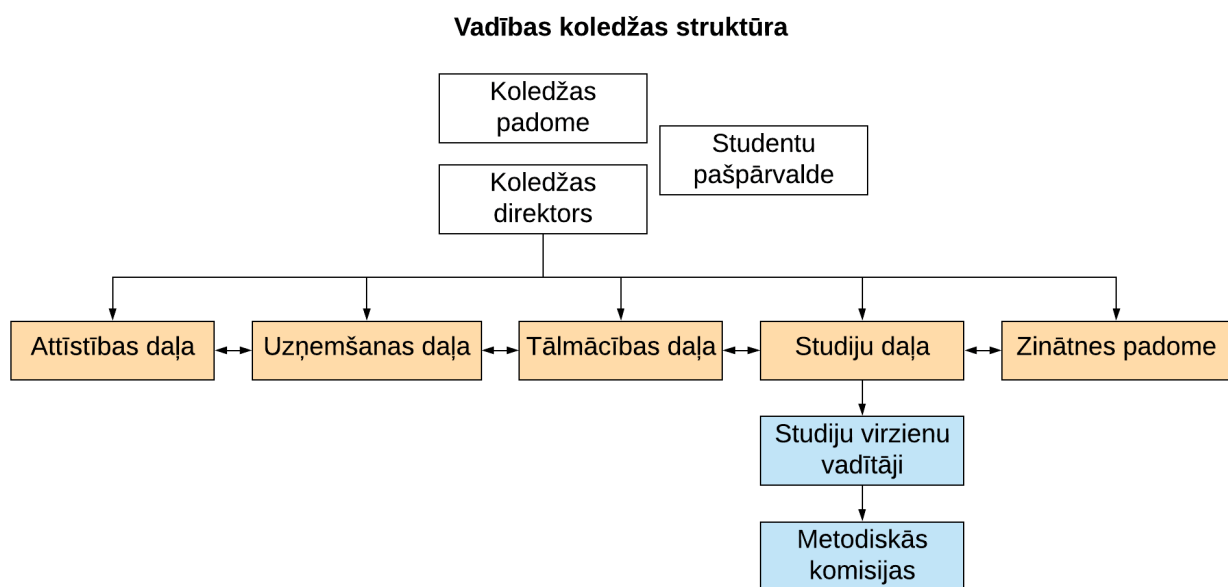 Vadības koledžas struktūra
Koledžas
padome
Studentu
pašpārvalde
Koledžas
direktors
Attīstības daļa
Uzņemšanas daļa
Tālmācības daļa
Studiju daļa
Zinātnes padome
Studiju virzienu
vadītāji
Metodiskās
komisijas